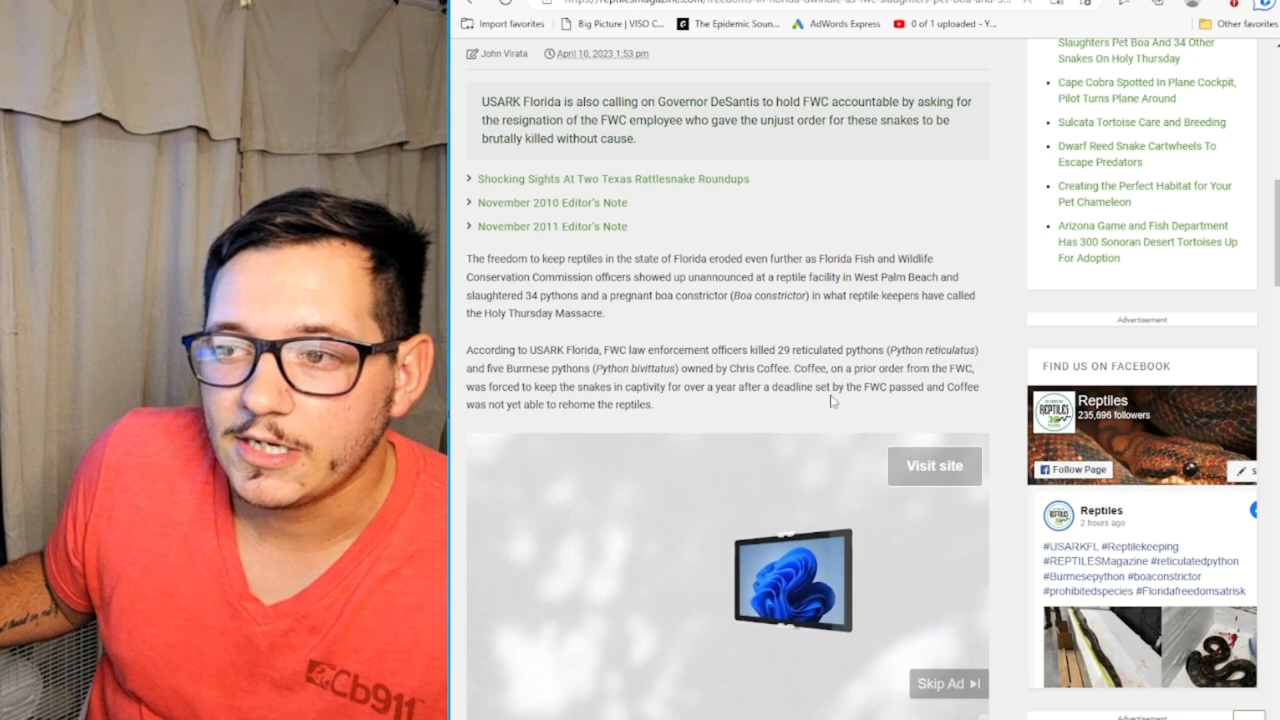 Import favorites
Big Picture | VISO C...
The Epidemic Soun...
AdWords Express
0 of 1 uploaded - Y...
Other favorites
John Virata
April 10, 2023 1:53 pm
USARK Florida is also calling on Governor DeSantis to hold FWC accountable by asking for
the resignation of the FWC employee who gave the unjust order for these snakes to be
brutally killed without cause.
Shocking Sights At Two Texas Rattlesnake Roundups
November 2010 Editor's Note
November 2011 Editor's Note
The freedom to keep reptiles in the state of Florida eroded even further as Florida Fish and Wildlife
Conservation Commission officers showed up unannounced at a reptile facility in West Palm Beach and
slaughtered 34 pythons and a pregnant boa constrictor (Boa constrictor) in what reptile keepers have called
the Holy Thursday Massacre.
According to USARK Florida, FWC law enforcement officers killed 29 reticulated pythons (Python reticulatus)
and five Burmese pythons (Python bivittatus) owned by Chris Coffee. Coffee, on a prior order from the FWC,
was forced to keep the snakes in captivity for over a year after a deadline set by the FWC passed and Coffee
was not yet able to rehome the reptiles.
Visit site
Skip Ad
Slaughters Pet Boa And 34 Other
Snakes On Holy Thursday
Cape Cobra Spotted In Plane Cockpit,
Pilot Turns Plane Around
Sulcata Tortoise Care and Breeding
Dwarf Reed Snake Cartwheels To
Escape Predators
Creating the Perfect Habitat for Your
Pet Chameleon
Arizona Game and Fish Department
Has 300 Sonoran Desert Tortoises Up
For Adoption
Advertisement
FIND US ON FACEBOOK
REPTILES
Reptiles
235,696 followers
Follow Page
S
Reptiles
2 hours ago
#USARKFL #Reptilekeeping
#REPTILESMagazine #reticulatedpython
#Burmesepython #boaconstrictor
#prohibitedspecies #Floridafreedomsatrisk
Advertisement
Cb911